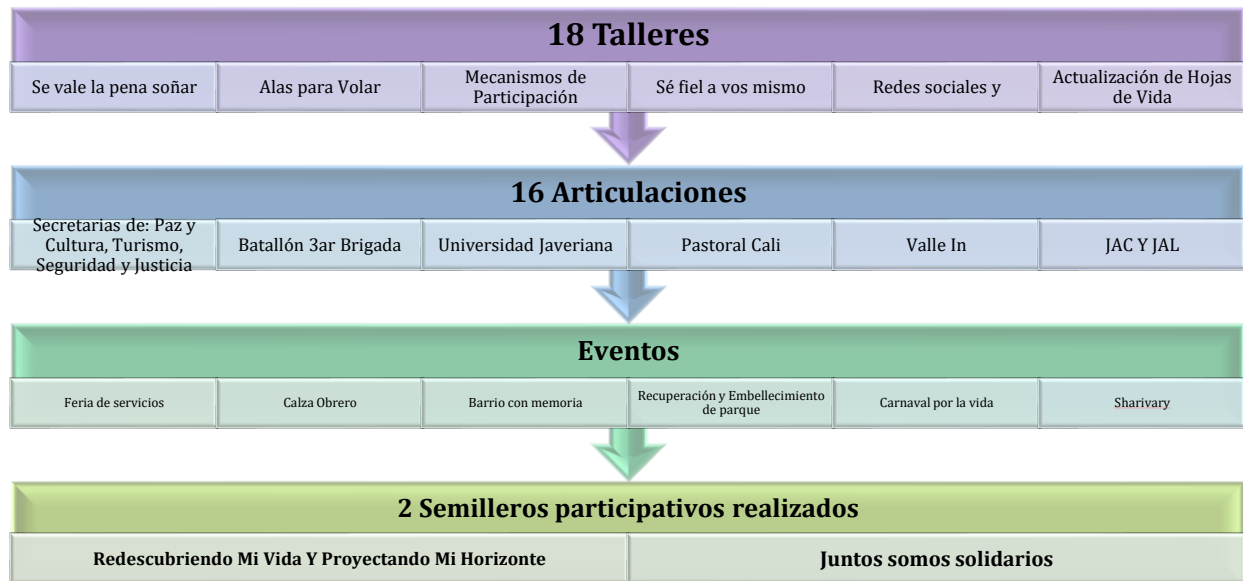 18 Talleres
Se vale la pena soñar
Alas para Volar
Mecanismos de
Participación
Sé fiel a vos mismo
Redes sociales y
Actualización de Hojas
de Vida
16 Articulaciones
Secretarias de: Paz y
Cultura, Turismo,
Seguridad y Justicia
Batallón 3ar Brigada
Universidad Javeriana
Pastoral Cali
Valle In
JAC Y JAL
Eventos
Feria de servicios
Calza Obrero
Barrio con memoria
Recuperación y Embellecimiento
de parque
Carnaval por la vida
Sharivary
2 Semilleros participativos realizados
Redescubriendo Mi Vida Y Proyectando Mi Horizonte
Juntos somos solidarios